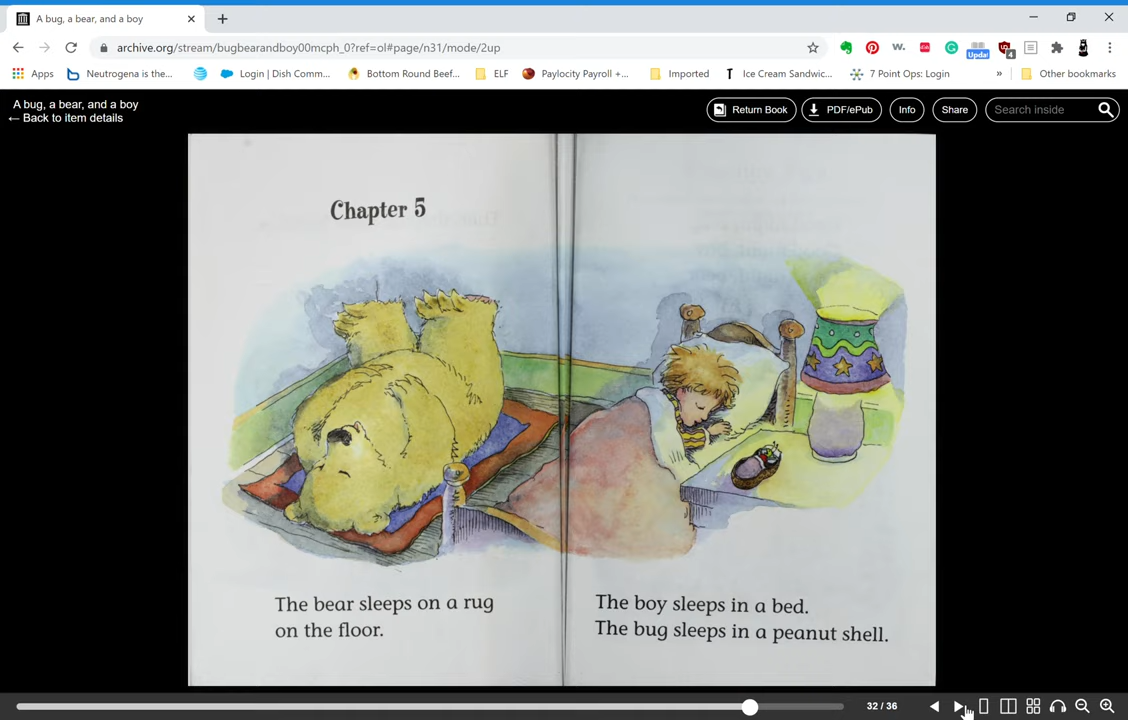 A bug, a bear, and a boy
archive.org/stream/bugbearandboy00mcph_0?ref=ol#page/n31/mode/2up
Upda
4
Apps
Neutrogena is the...
Login | Dish Comm...
Bottom Round Beef...
ELF
Paylocity Payroll +...
Imported
Ice Cream Sandwic...
7 Point Ops: Login
»
Other bookmarks
A bug, a bear, and a boy
← Back to item details
Return Book
PDF/ePub
Info
Share
Search inside
Chapter 5
The bear sleeps on a rug
on the floor.
The boy sleeps in a bed.
The bug sleeps in a peanut shell.
32 / 36